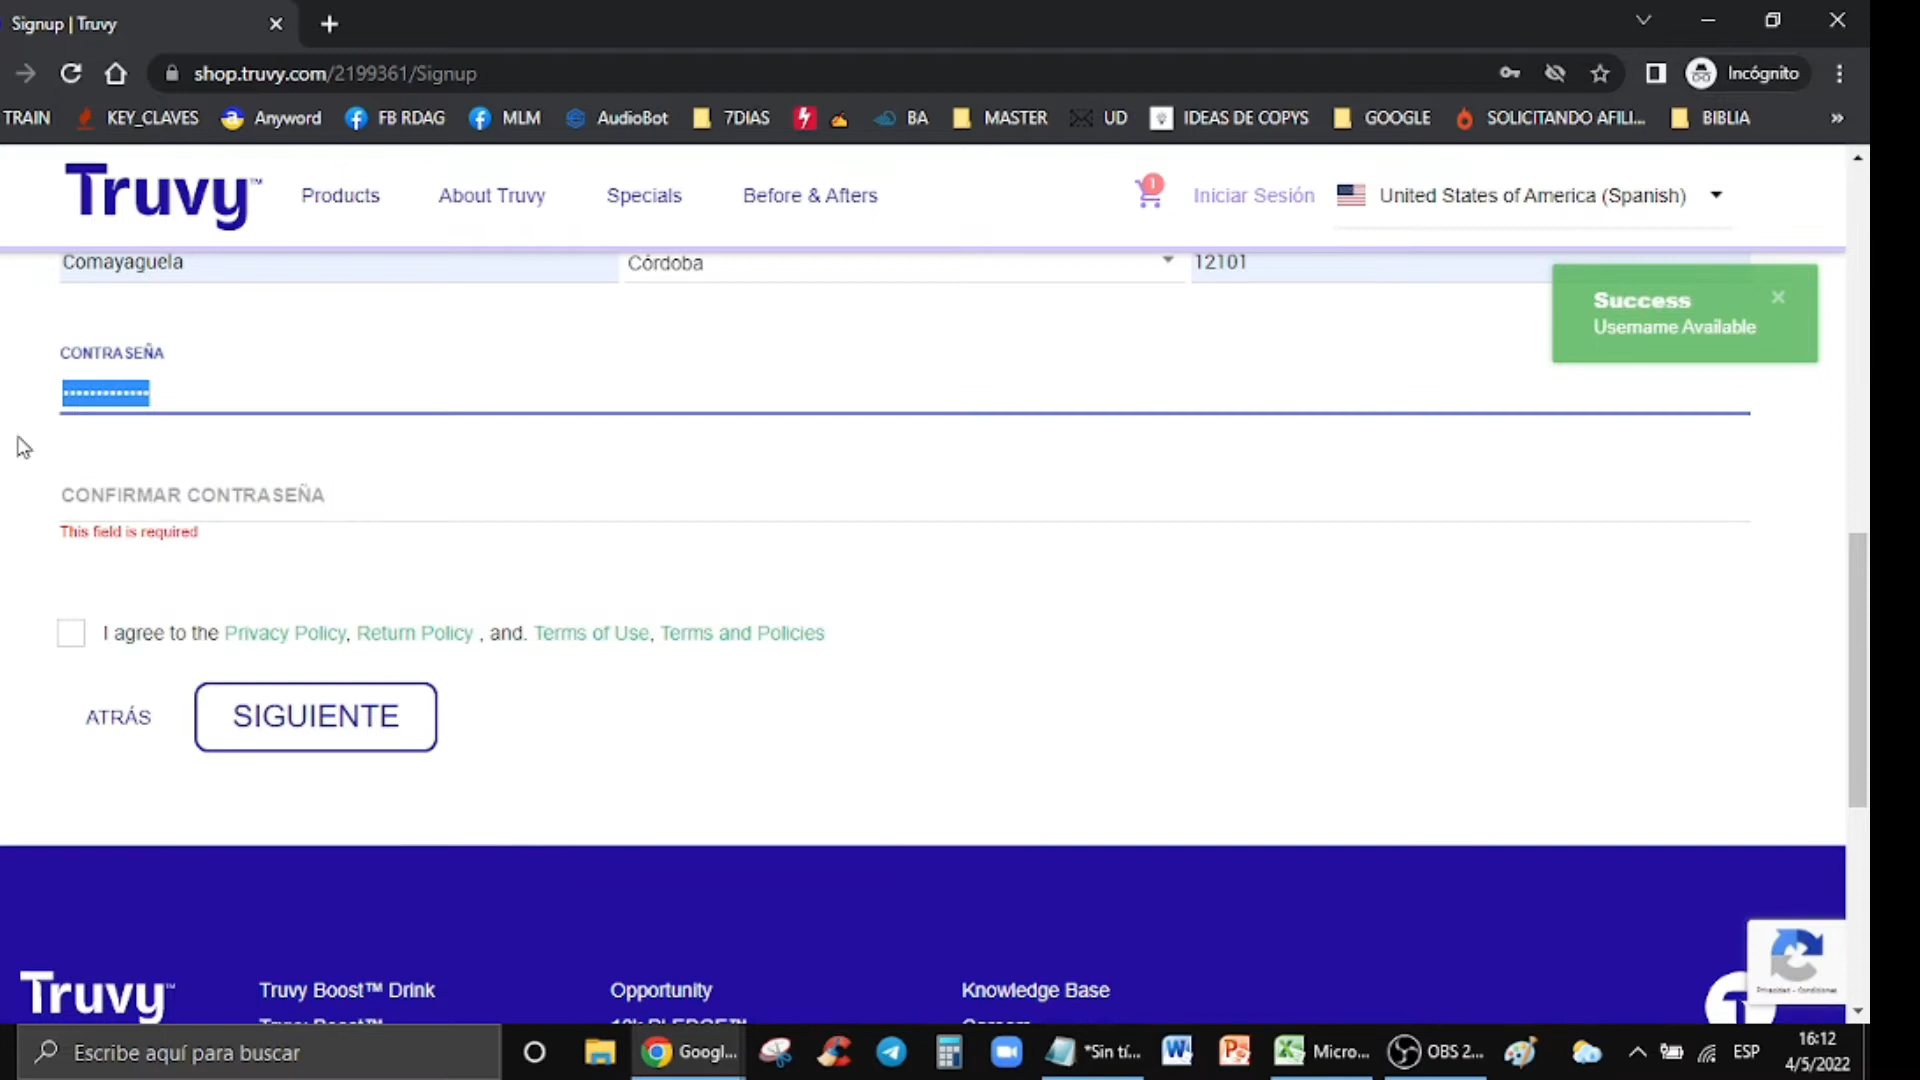 Signup | Truvy
shop.truvy.com/2199361/Signup
Incógnito
TRAIN KEY_CLAVES Anyword FB RDAG MLM AudioBot 7DIAS BA MASTER UD IDEAS DE COPYS GOOGLE SOLICITANDO AFILI... BIBLIA »
Truvy™ Products About Truvy Specials Before & Afters 1 Iniciar Sesión United States of America (Spanish)
Comayaguela Córdoba 12101
Success
Username Available
CONTRASEÑA
CONFIRMAR CONTRASEÑA
This field is required
I agree to the Privacy Policy, Return Policy , and. Terms of Use, Terms and Policies
ATRÁS SIGUIENTE
Privacidad - Condiciones
Truvy™ Truvy Boost™ Drink Opportunity Knowledge Base
Escribe aquí para buscar Googl... *Sin tí... Micro... OBS 2... ESP 16:12
4/5/2022